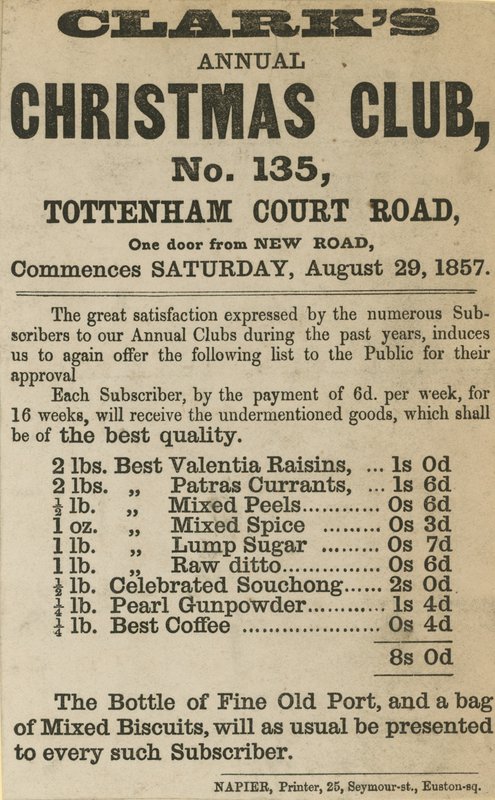 CLARK'S
ANNUAL
CHRISTMAS CLUB,
No. 135,
TOTTENHAM COURT ROAD,
One door from NEW ROAD,
Commences SATURDAY, August 29, 1857.
The great satisfaction expressed by the numerous Sub-
scribers to our Annual Clubs during the past years, induces
us to again offer the following list to the Public for their
approval
Each Subscriber, by the payment of 6d. per week, for
16 weeks, will receive the undermentioned goods, which shall
be of the best quality.
2 lbs. Best Valentia Raisins, ... 1s 0d
2 lbs. „ Patras Currants, ... 1s 6d
½ lb. „ Mixed Peels............ 0s 6d
1 oz. „ Mixed Spice ......... 0s 3d
1 lb. „ Lump Sugar ......... 0s 7d
1 lb. „ Raw ditto............... 0s 6d
½ lb. Celebrated Souchong...... 2s 0d
¼ lb. Pearl Gunpowder............ 1s 4d
¼ lb. Best Coffee ..................... 0s 4d
8s 0d
The Bottle of Fine Old Port, and a bag
of Mixed Biscuits, will as usual be presented
to every such Subscriber.
NAPIER, Printer, 25, Seymour-st., Euston-sq.